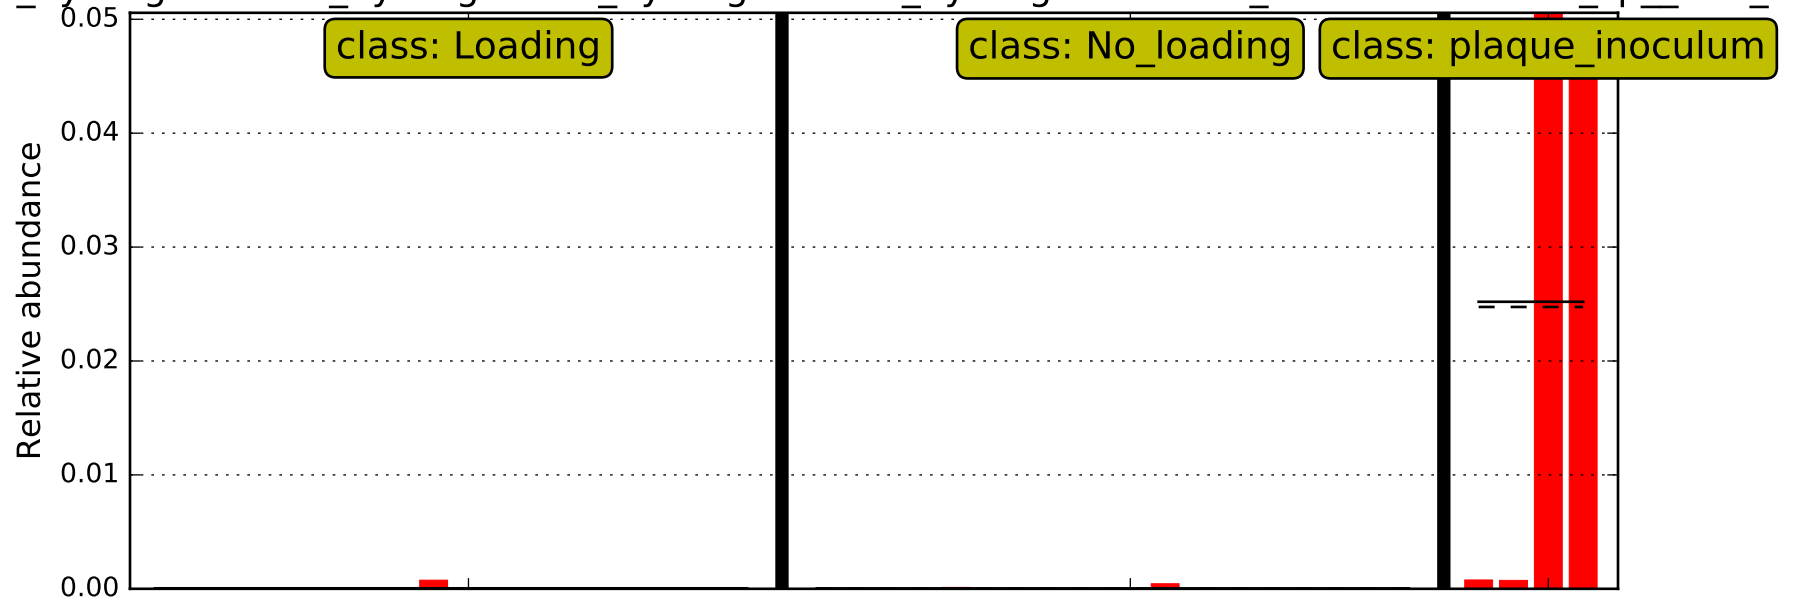 class: Loading
class: No_loading
class: plaque_inoculum
Relative abundance
0.05
0.04
0.03
0.02
0.01
0.00